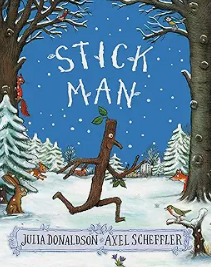 STICK
MAN
JULIA DONALDSON AXEL SCHEFFLER